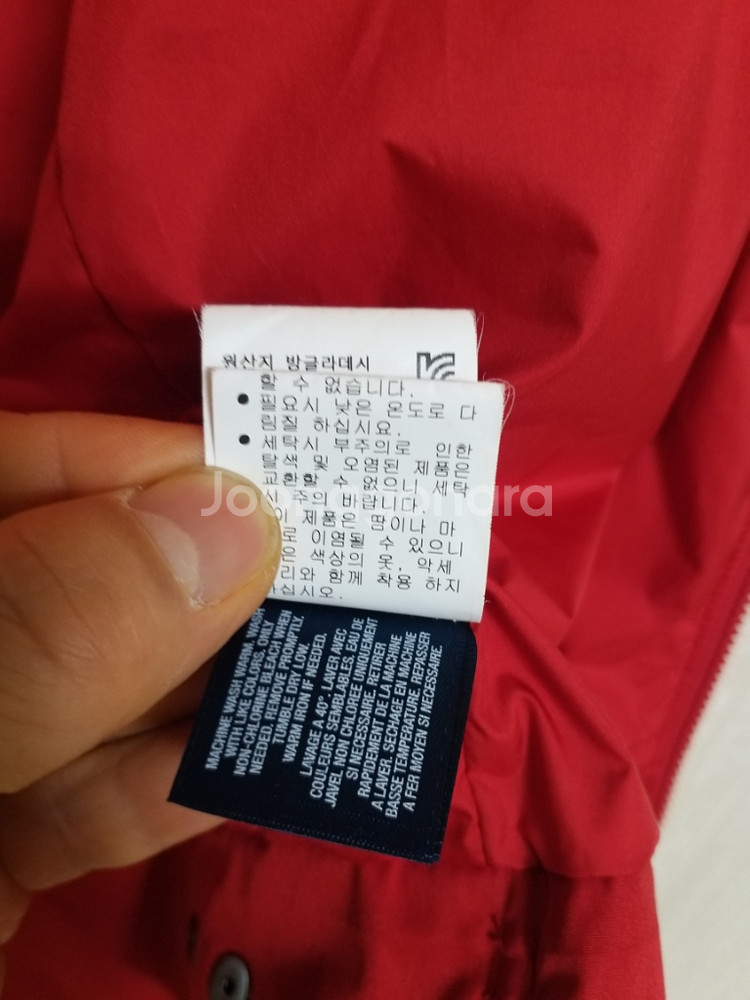 원산지 방글라데시
할 수 없습니다.
● 필요시 낮은 온도로 다
림질 하십시요.
● 세탁시 부주의로 인한
탈색 및 오염된 제품은
교환할 수 없으니 세탁
시 주의 바랍니다.
이 제품은 땀이나 마
로 이염될 수 있으니
은 색상의 옷, 악세
리와 함께 착용 하지
하십시오.
Joongonara
MACHINE WASH WARM. WASH
WITH LIKE COLORS. ONLY
NON-CHLORINE BLEACH WHEN
NEEDED. REMOVE PROMPTLY.
TUMBLE DRY LOW.
WARM IRON IF NEEDED.
LAVAGE A 40°. LAVER AVEC
COULEURS SEMBLABLES. EAU DE
JAVEL NON CHLOREE UNIQUEMENT
SI NECESSAIRE. RETIRER
RAPIDEMENT DE LA MACHINE
A LAVER. SECHAGE EN MACHINE
BASSE TEMPERATURE. REPASSER
A FER MOYEN SI NECESSAIRE.